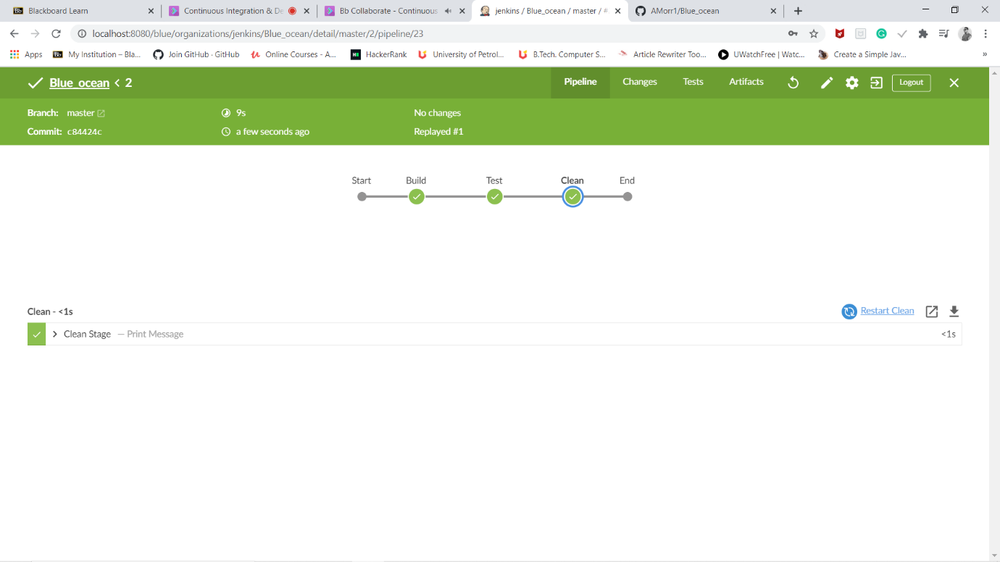 Blackboard Learn
Continuous Integration & De
Bb Collaborate - Continuous
jenkins / Blue_ocean / master / #
AMorr1/Blue_ocean
localhost:8080/blue/organizations/jenkins/Blue_ocean/detail/master/2/pipeline/23
Apps
My Institution – Bla...
Join GitHub · GitHub
Online Courses - A...
HackerRank
University of Petrol...
B.Tech. Computer S...
Article Rewriter Too...
UWatchFree | Watc...
Create a Simple Jav...
»
Blue_ocean < 2
Pipeline
Changes
Tests
Artifacts
Logout
Branch: master
9s
No changes
Commit: c84424c
a few seconds ago
Replayed #1
Start
Build
Test
Clean
End
Clean - <1s
Restart Clean
Clean Stage — Print Message
<1s